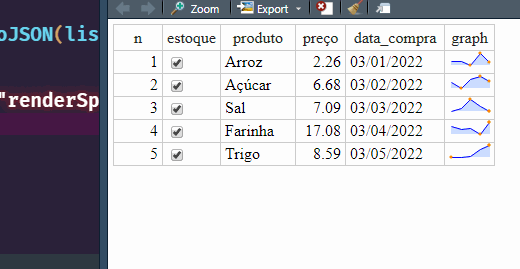 Zoom Export
oJSON(lis
"renderSp
n estoque produto preço data_compra graph
1 Arroz 2.26 03/01/2022
2 Açúcar 6.68 03/02/2022
3 Sal 7.09 03/03/2022
4 Farinha 17.08 03/04/2022
5 Trigo 8.59 03/05/2022